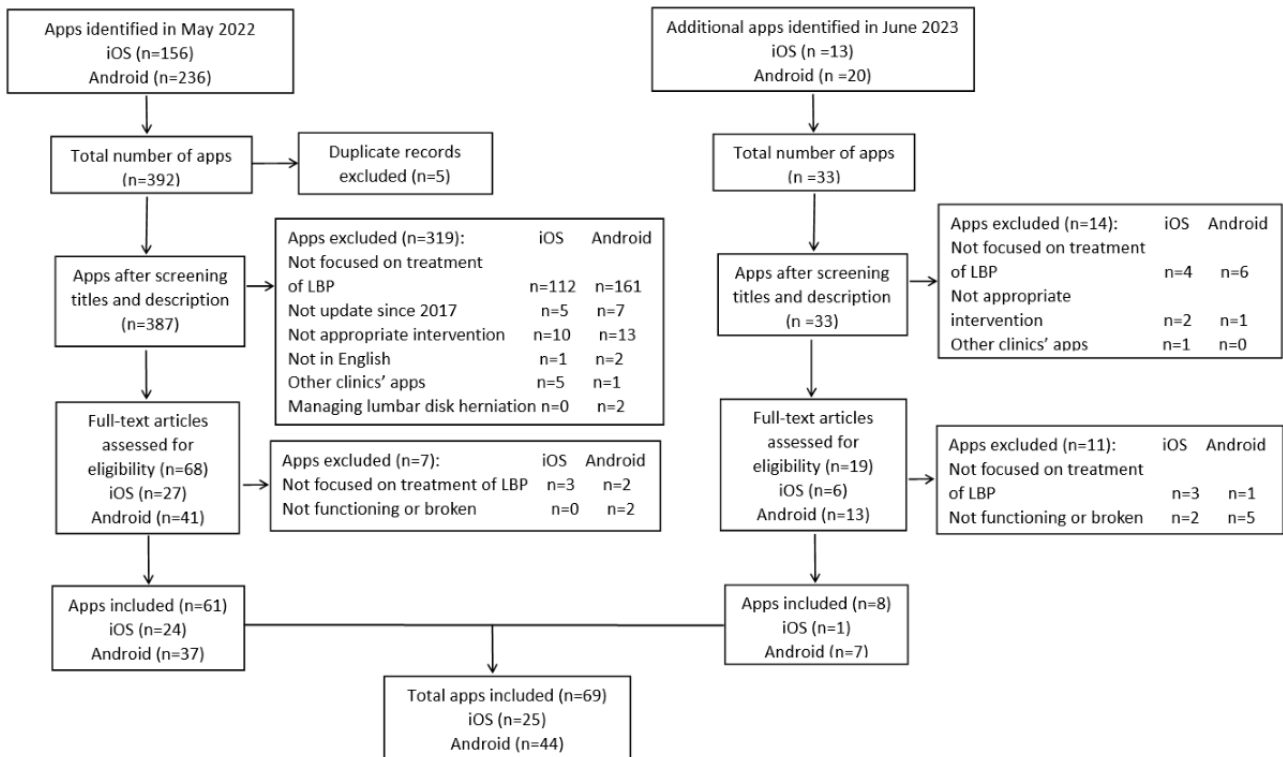 Apps identified in May 2022
iOS (n=156)
Android (n=236)
Total number of apps
(n=392)
Duplicate records
excluded (n=5)
Apps after screening
titles and description
(n=387)
Apps excluded (n=319): iOS Android
Not focused on treatment
of LBP n=112 n=161
Not update since 2017 n=5 n=7
Not appropriate intervention n=10 n=13
Not in English n=1 n=2
Other clinics' apps n=5 n=1
Managing lumbar disk herniation n=0 n=2
Full-text articles
assessed for
eligibility (n=68)
iOS (n=27)
Android (n=41)
Apps excluded (n=7): iOS Android
Not focused on treatment of LBP n=3 n=2
Not functioning or broken n=0 n=2
Apps included (n=61)
iOS (n=24)
Android (n=37)
Additional apps identified in June 2023
iOS (n =13)
Android (n =20)
Total number of apps
(n =33)
Apps after screening
titles and description
(n =33)
Apps excluded (n=14): iOS Android
Not focused on treatment
of LBP n=4 n=6
Not appropriate
intervention n=2 n=1
Other clinics' apps n=1 n=0
Full-text articles
assessed for
eligibility (n=19)
iOS (n=6)
Android (n=13)
Apps excluded (n=11): iOS Android
Not focused on treatment
of LBP n=3 n=1
Not functioning or broken n=2 n=5
Apps included (n=8)
iOS (n=1)
Android (n=7)
Total apps included (n=69)
iOS (n=25)
Android (n=44)